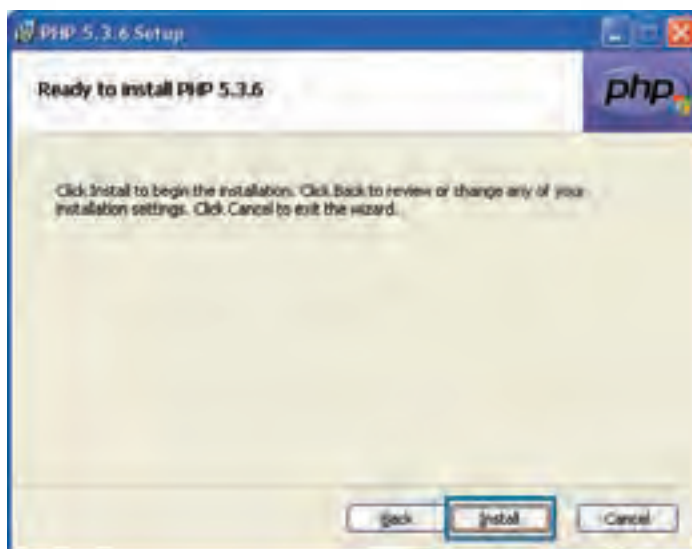 PHP 5.3.6 Setup
Ready to install PHP 5.3.6
php
Click Install to begin the installation. Click Back to review or change any of your
installation settings. Click Cancel to exit the wizard.
Back
Install
Cancel